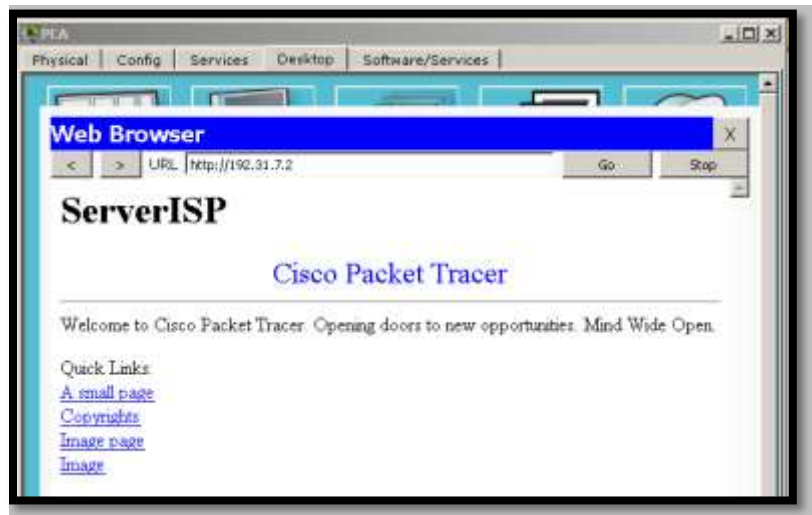 PCA
Physical Config Services Desktop Software/Services
Web Browser X
< > URL http://192.31.7.2 Go Stop
ServerISP
Cisco Packet Tracer
Welcome to Cisco Packet Tracer. Opening doors to new opportunities. Mind Wide Open.
Quick Links:
A small page
Copyrights
Image page
Image